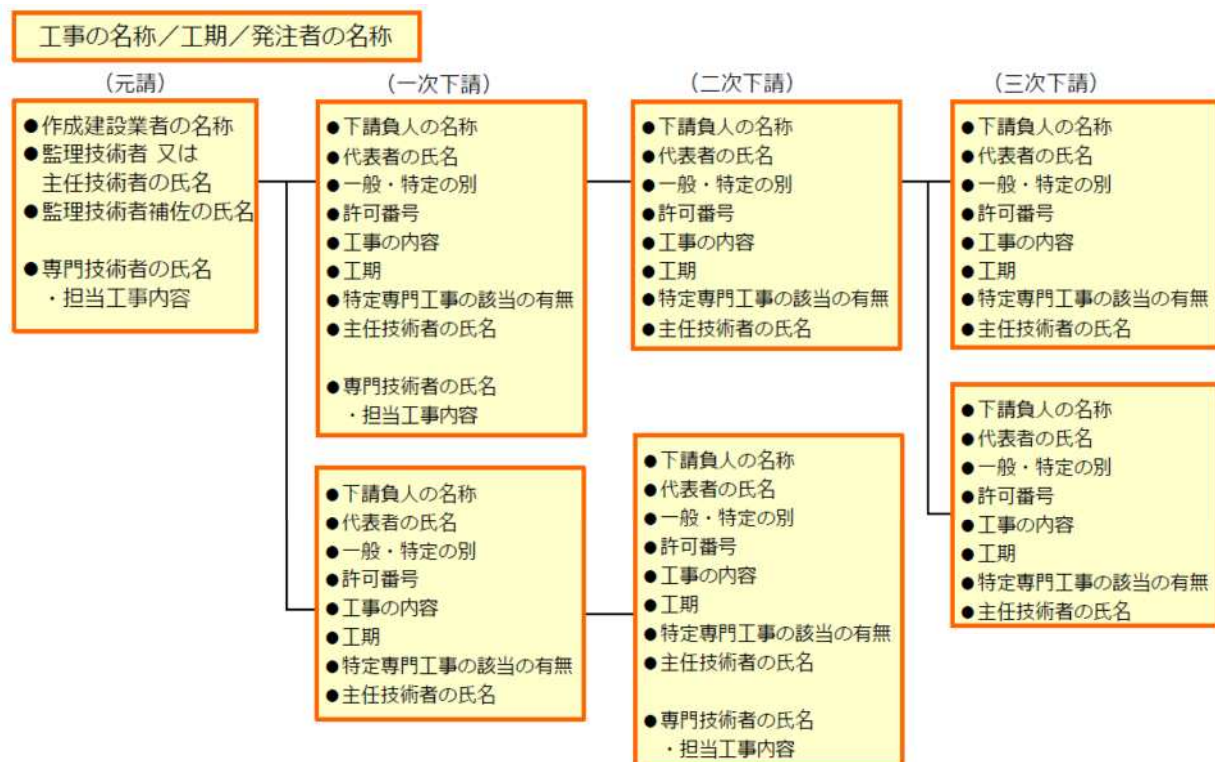 工事の名称／工期／発注者の名称
（元請）
●作成建設業者の名称
●監理技術者 又は
主任技術者の氏名
●監理技術者補佐の氏名
●専門技術者の氏名
・担当工事内容
（一次下請）
●下請負人の名称
●代表者の氏名
●一般・特定の別
●許可番号
●工事の内容
●工期
●特定専門工事の該当の有無
●主任技術者の氏名
●専門技術者の氏名
・担当工事内容
●下請負人の名称
●代表者の氏名
●一般・特定の別
●許可番号
●工事の内容
●工期
●特定専門工事の該当の有無
●主任技術者の氏名
（二次下請）
●下請負人の名称
●代表者の氏名
●一般・特定の別
●許可番号
●工事の内容
●工期
●特定専門工事の該当の有無
●主任技術者の氏名
●下請負人の名称
●代表者の氏名
●一般・特定の別
●許可番号
●工事の内容
●工期
●特定専門工事の該当の有無
●主任技術者の氏名
●専門技術者の氏名
・担当工事内容
（三次下請）
●下請負人の名称
●代表者の氏名
●一般・特定の別
●許可番号
●工事の内容
●工期
●特定専門工事の該当の有無
●主任技術者の氏名
●下請負人の名称
●代表者の氏名
●一般・特定の別
●許可番号
●工事の内容
●工期
●特定専門工事の該当の有無
●主任技術者の氏名